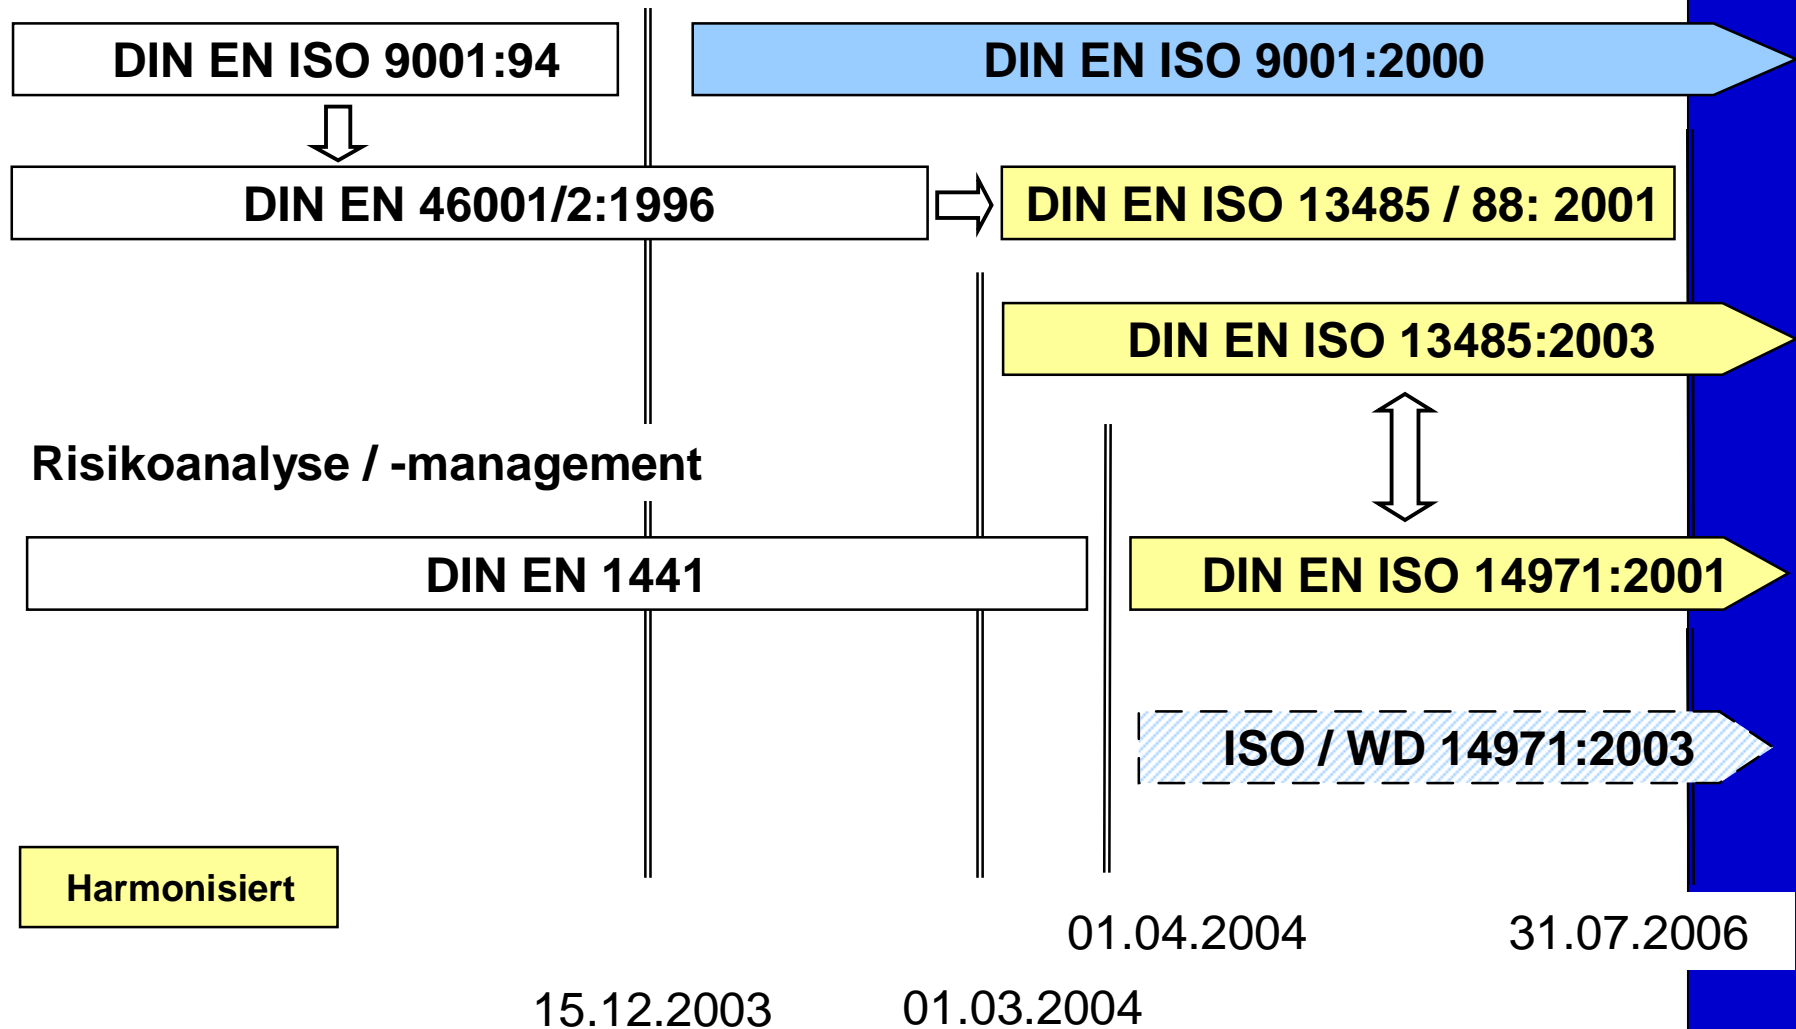 DIN EN ISO 9001:94
DIN EN ISO 9001:2000
DIN EN 46001/2:1996
DIN EN ISO 13485 / 88: 2001
DIN EN ISO 13485:2003
Risikoanalyse / -management
DIN EN 1441
DIN EN ISO 14971:2001
ISO / WD 14971:2003
Harmonisiert
01.04.2004
31.07.2006
15.12.2003
01.03.2004